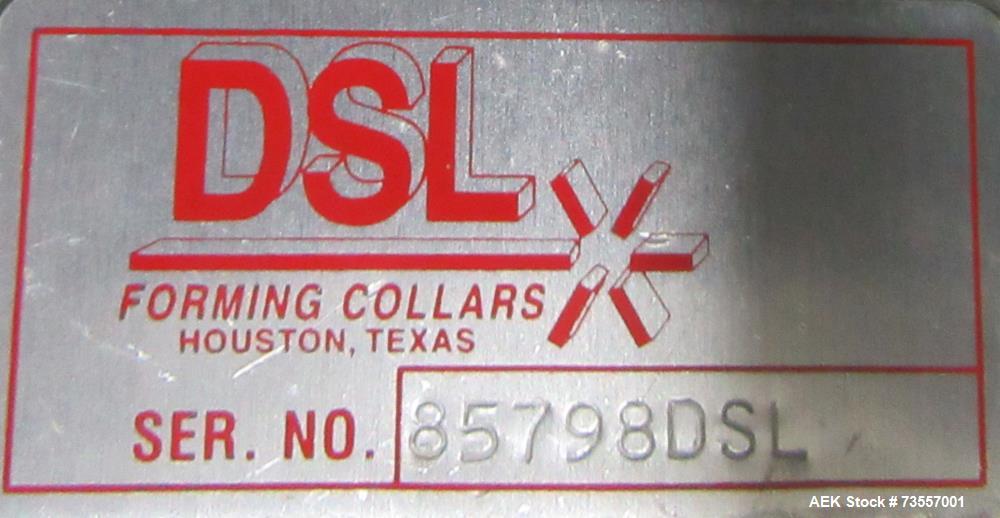 DSL
FORMING COLLARS
HOUSTON, TEXAS
SER. NO. 85798DSL
AEK Stock # 73557001